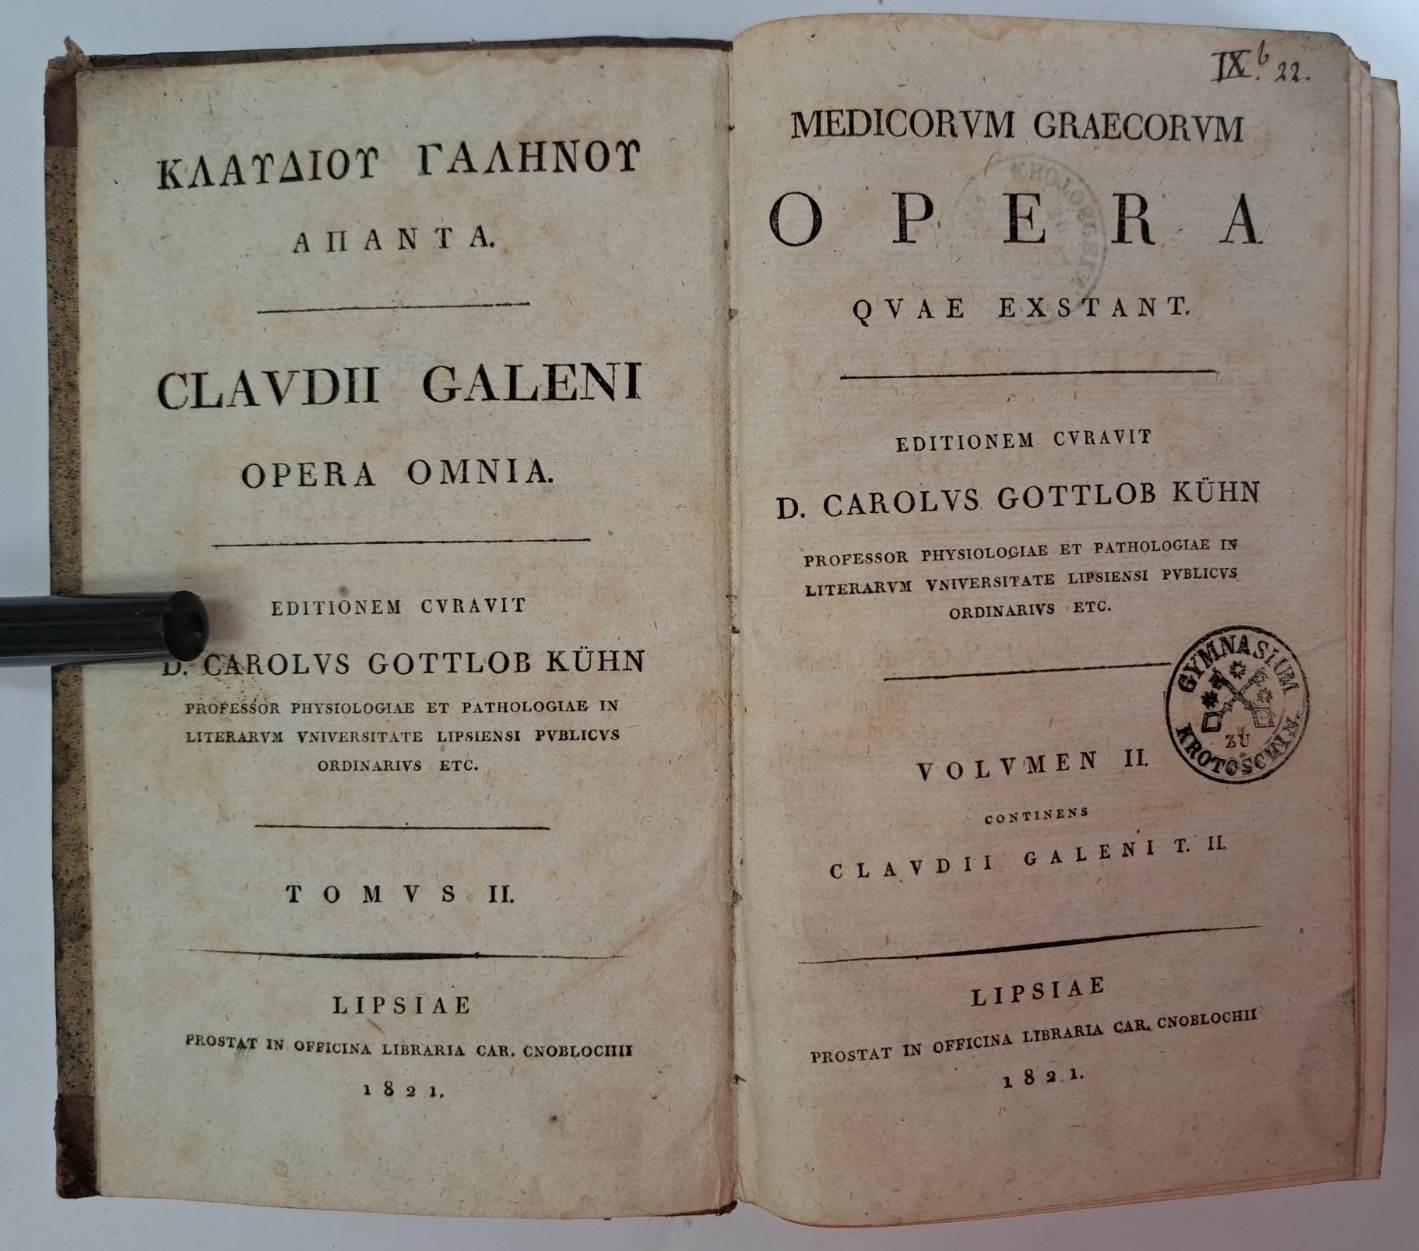 ΚΛΑΥΔΙΟΥ ΓΑΛΗΝΟΥ
ΑΠΑΝΤΑ.
CLAVDII GALENI
OPERA OMNIA.
EDITIONEM CVRAVIT
D. CAROLVS GOTTLOB KÜHN
PROFESSOR PHYSIOLOGIAE ET PATHOLOGIAE IN
LITERARVM VNIVERSITATE LIPSIENSI PVBLICVS
ORDINARIVS ETC.
TOMVS II.
LIPSIAE
PROSTAT IN OFFICINA LIBRARIA CAR. CNOBLOCHII
1821.
IX.b 22.
MEDICORVM GRAECORVM
OPERA
QVAE EXSTANT.
EDITIONEM CVRAVIT
D. CAROLVS GOTTLOB KÜHN
PROFESSOR PHYSIOLOGIAE ET PATHOLOGIAE IN
LITERARVM VNIVERSITATE LIPSIENSI PVBLICVS
ORDINARIVS ETC.
GYMNASIUM
ZU
KROTOSCHIN.
VOLVMEN II.
CONTINENS
CLAVDII GALENI T. II.
LIPSIAE
PROSTAT IN OFFICINA LIBRARIA CAR. CNOBLOCHII
1821.